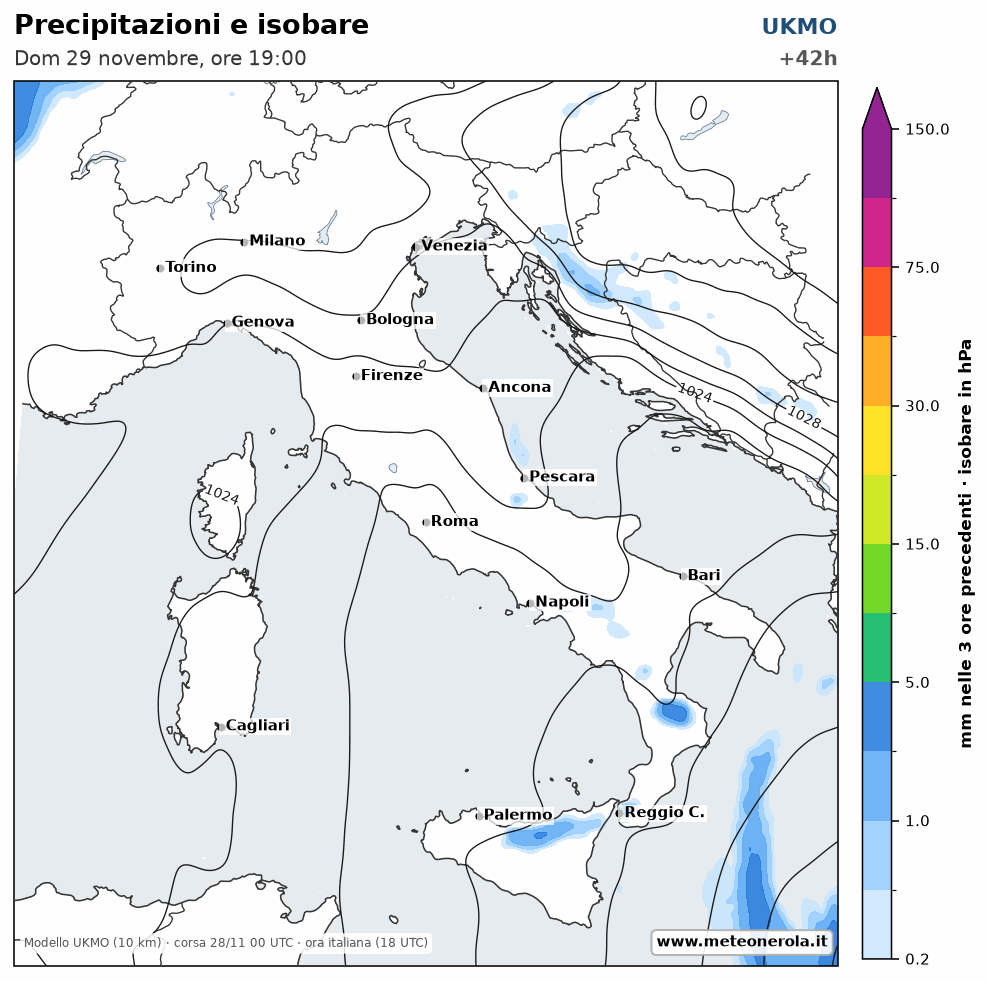 Precipitazioni e isobare
UKMO
Dom 29 novembre, ore 19:00
+42h
150.0
Milano
Venezia
Torino
75.0
Genova
Bologna
Firenze
Ancona
1024
30.0
1028
Pescara
1024
Roma
15.0
Bari
Napoli
5.0
Cagliari
Palermo
Reggio C.
1.0
mm nelle 3 ore precedenti · isobare in hPa
Modello UKMO (10 km) · corsa 28/11 00 UTC · ora italiana (18 UTC)
www.meteonerola.it
0.2